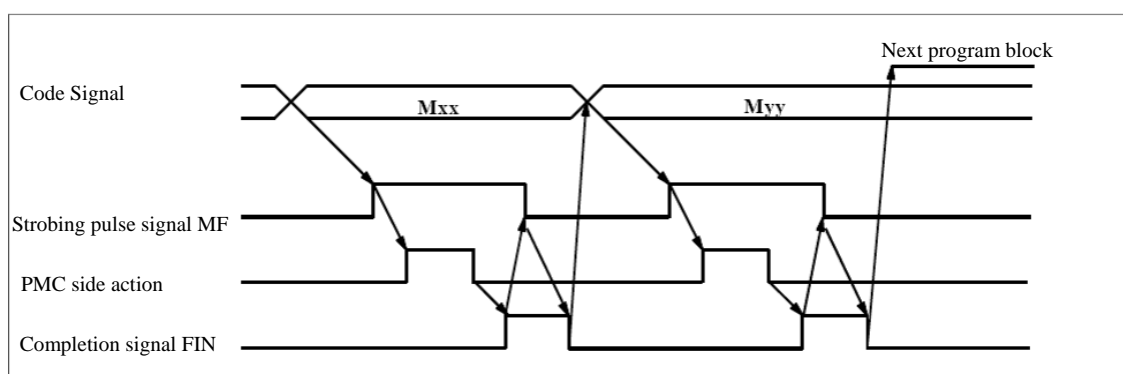 Next program block
Code Signal
Mxx
Myy
Strobing pulse signal MF
PMC side action
Completion signal FIN